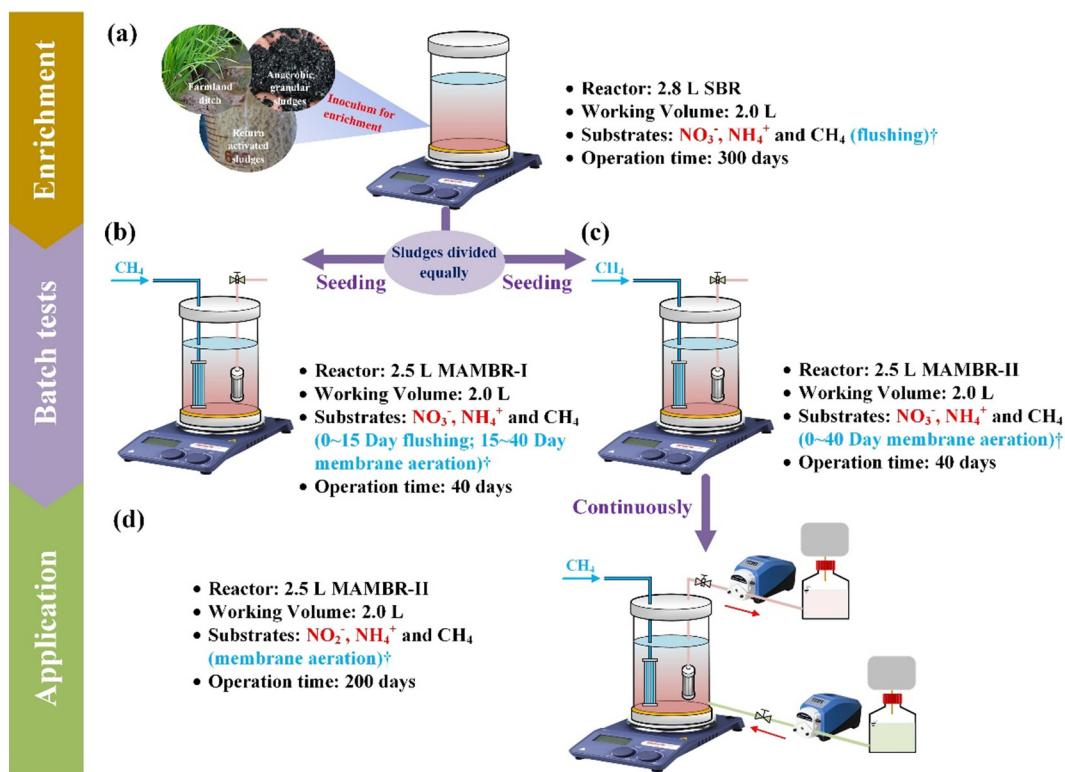 Enrichment
(a)
Farmland
ditch
Anaerobic
granular
sludges
Return
activated
sludges
Inoculum for
enrichment
• Reactor: 2.8 L SBR
• Working Volume: 2.0 L
• Substrates: NO₃⁻, NH₄⁺ and CH₄ (flushing)†
• Operation time: 300 days
Batch tests
(b)
CH₄
Seeding
Sludges divided
equally
Seeding
(c)
CH₄
• Reactor: 2.5 L MAMBR-I
• Working Volume: 2.0 L
• Substrates: NO₃⁻, NH₄⁺ and CH₄
(0~15 Day flushing; 15~40 Day
membrane aeration)†
• Operation time: 40 days
• Reactor: 2.5 L MAMBR-II
• Working Volume: 2.0 L
• Substrates: NO₃⁻, NH₄⁺ and CH₄
(0~40 Day membrane aeration)†
• Operation time: 40 days
Continuously
Application
(d)
• Reactor: 2.5 L MAMBR-II
• Working Volume: 2.0 L
• Substrates: NO₂⁻, NH₄⁺ and CH₄
(membrane aeration)†
• Operation time: 200 days
CH₄